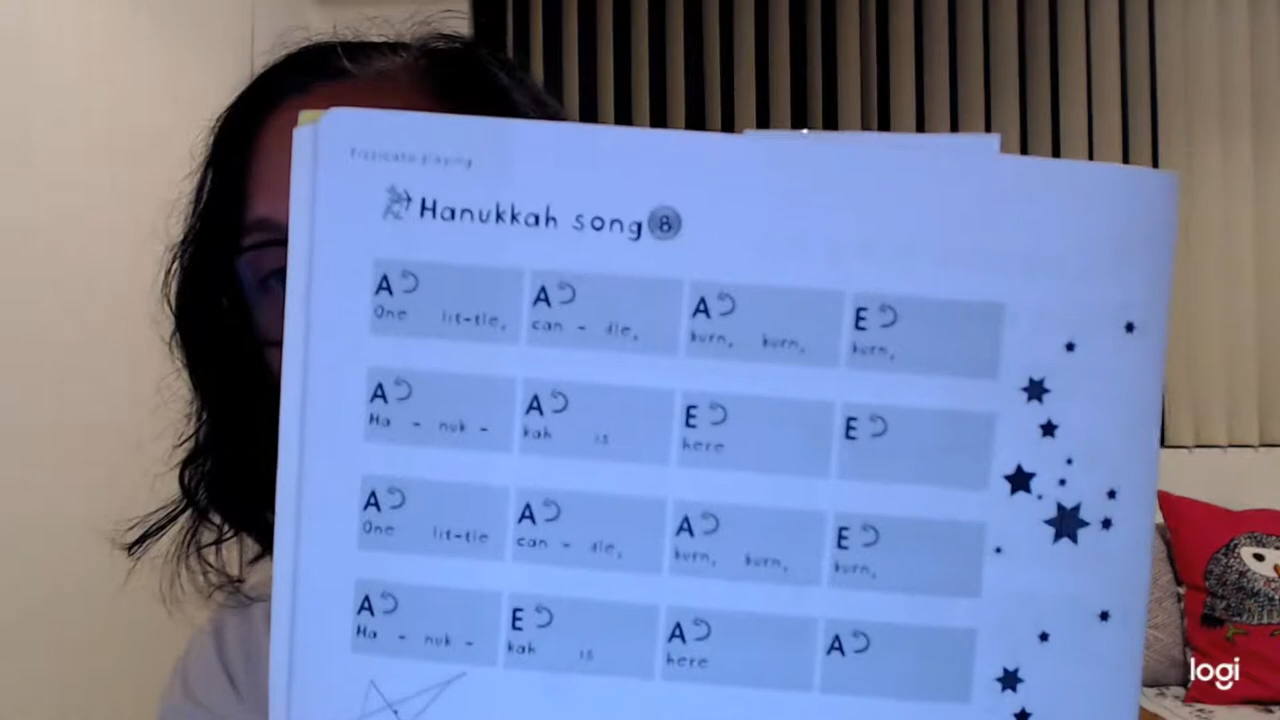 Pizzicato playing
Hanukkah song 8
A A A E
One lit-tle, can - dle, burn, burn, burn,
A A E E
Ha - nuk - kah is here
A A A E
One lit-tle can - dle, burn, burn, burn,
A E A A
Ha - nuk - kah is here
logi